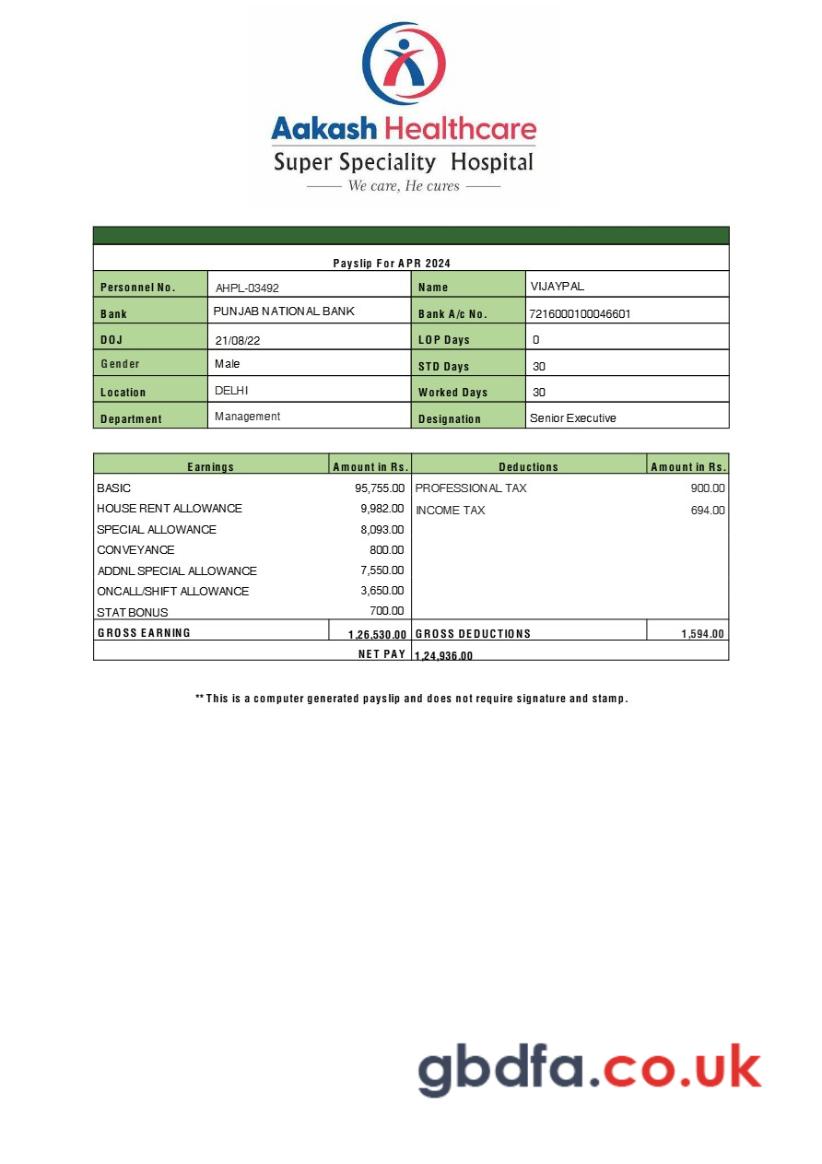 Aakash Healthcare
Super Speciality Hospital
We care, He cures
Payslip For APR 2024
Personnel No. AHPL-03492 Name VIJAYPAL
Bank PUNJAB NATIONAL BANK Bank A/c No. 7216000100046601
DOJ 21/08/22 LOP Days 0
Gender Male STD Days 30
Location DELHI Worked Days 30
Department Management Designation Senior Executive
Earnings Amount in Rs. Deductions Amount in Rs.
BASIC 95,755.00 PROFESSIONAL TAX 900.00
HOUSE RENT ALLOWANCE 9,982.00 INCOME TAX 694.00
SPECIAL ALLOWANCE 8,093.00
CONVEYANCE 800.00
ADDNL SPECIAL ALLOWANCE 7,550.00
ONCALL/SHIFT ALLOWANCE 3,650.00
STAT BONUS 700.00
GROSS EARNING 1,26,530.00 GROSS DEDUCTIONS 1,594.00
NET PAY 1,24,936.00
** This is a computer generated payslip and does not require signature and stamp.
gbdfa.co.uk